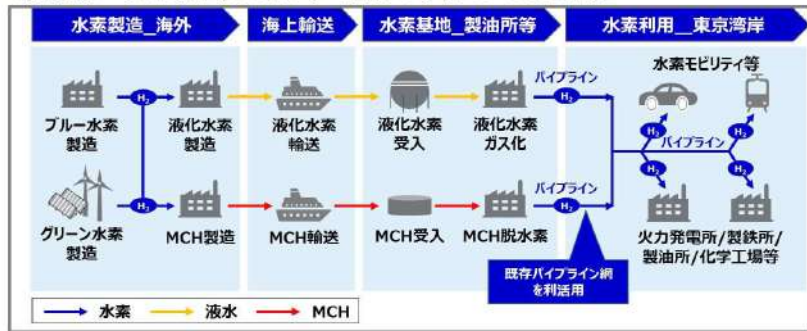 水素製造_海外
海上輸送
水素基地_製油所等
水素利用__東京湾岸
ブルー水素
製造
H₂
液化水素
製造
液化水素
輸送
液化水素
受入
液化水素
ガス化
パイプライン
H₂
水素モビリティ等
H₂
パイプライン
H₂
H₂
H₂
グリーン水素
製造
H₂
MCH製造
MCH輸送
MCH受入
MCH脱水素
パイプライン
H₂
火力発電所/製鉄所/
製油所/化学工場等
既存パイプライン網
を利活用
水素
液水
MCH